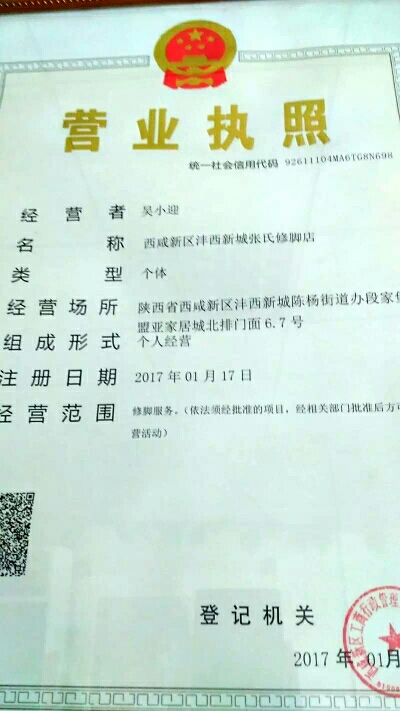 营业执照
统一社会信用代码 92611104MA6TG8N698
经营者 吴小迎
名称 西咸新区沣西新城张氏修脚店
类型 个体
经营场所 陕西省西咸新区沣西新城陈杨街道办段家堡
盟亚家居城北排门面6.7号
组成形式 个人经营
注册日期 2017年01月17日
经营范围 修脚服务。（依法须经批准的项目，经相关部门批准后方可
营活动）
登记机关
工商行政管理
2017年01月